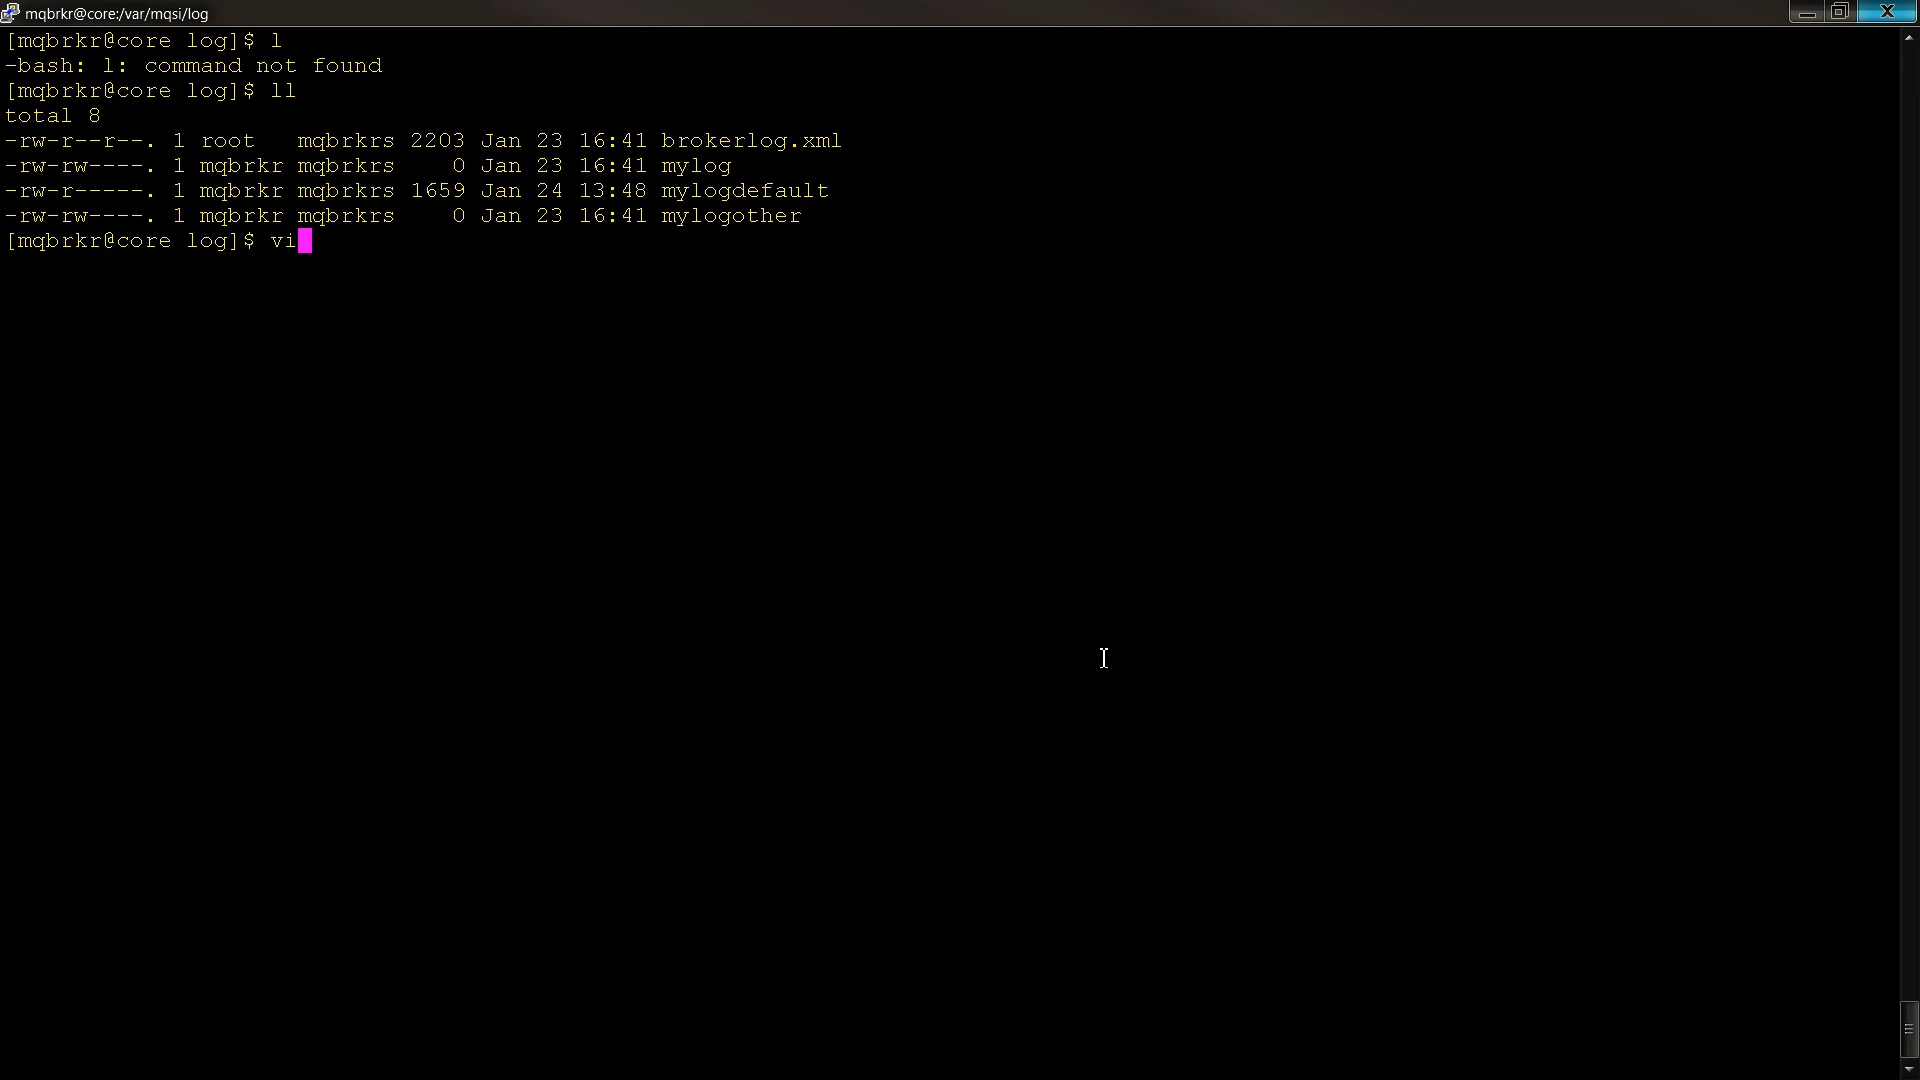 mqbrkr@core:/var/mqsi/log
[mqbrkr@core log]$ l
-bash: l: command not found
[mqbrkr@core log]$ ll
total 8
-rw-r--r--. 1 root   mqbrkrs 2203 Jan 23 16:41 brokerlog.xml
-rw-rw----. 1 mqbrkr mqbrkrs    0 Jan 23 16:41 mylog
-rw-r-----. 1 mqbrkr mqbrkrs 1659 Jan 24 13:48 mylogdefault
-rw-rw----. 1 mqbrkr mqbrkrs    0 Jan 23 16:41 mylogother
[mqbrkr@core log]$ vi